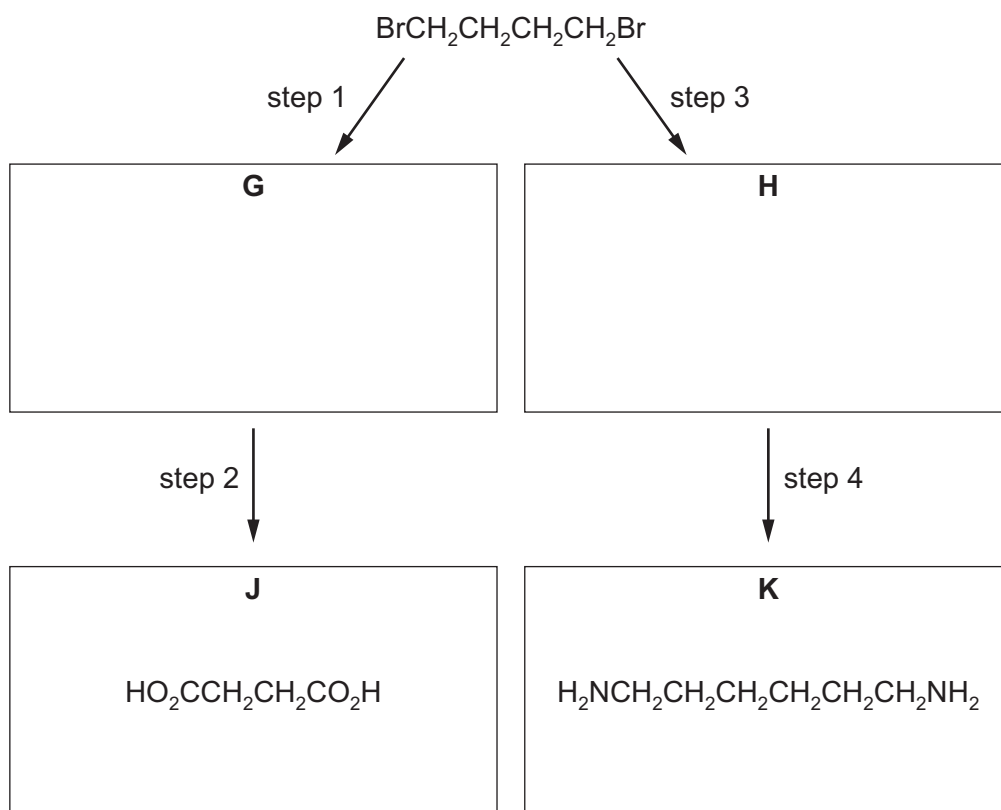 BrCH₂CH₂CH₂CH₂Br
step 1
step 3
G
H
step 2
step 4
J
K
HO₂CCH₂CH₂CO₂H
H₂NCH₂CH₂CH₂CH₂CH₂CH₂NH₂